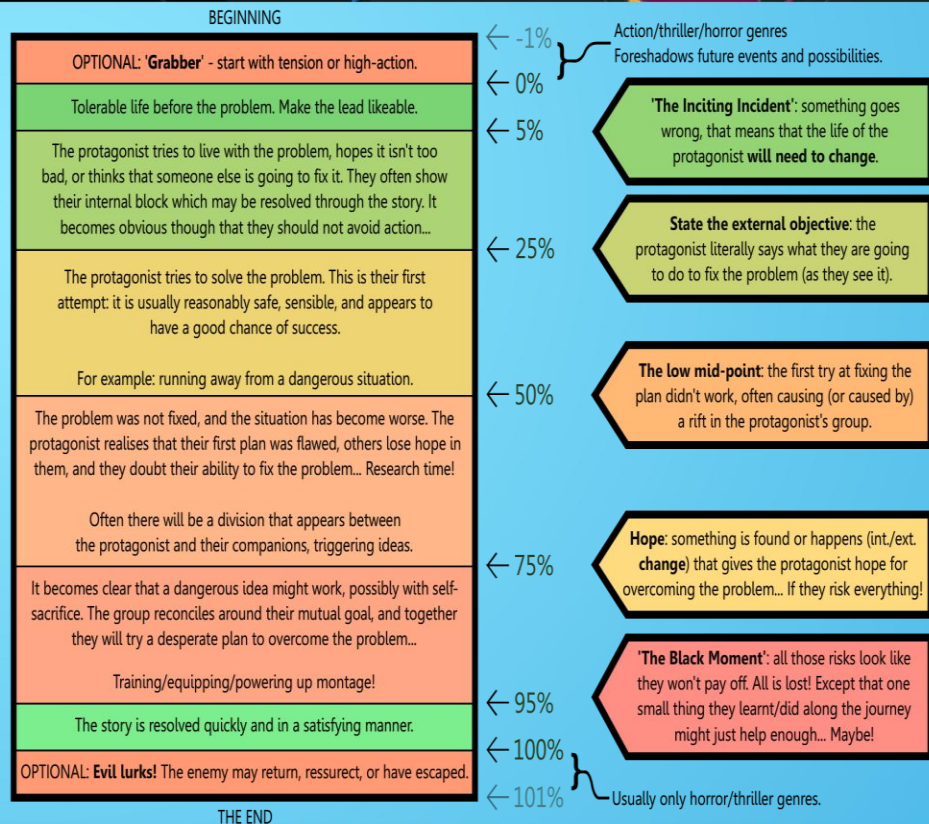 BEGINNING
OPTIONAL: 'Grabber' - start with tension or high-action.
Tolerable life before the problem. Make the lead likeable.
The protagonist tries to live with the problem, hopes it isn't too
bad, or thinks that someone else is going to fix it. They often show
their internal block which may be resolved through the story. It
becomes obvious though that they should not avoid action...
The protagonist tries to solve the problem. This is their first
attempt: it is usually reasonably safe, sensible, and appears to
have a good chance of success.
For example: running away from a dangerous situation.
The problem was not fixed, and the situation has become worse. The
protagonist realises that their first plan was flawed, others lose hope in
them, and they doubt their ability to fix the problem... Research time!
Often there will be a division that appears between
the protagonist and their companions, triggering ideas.
It becomes clear that a dangerous idea might work, possibly with self-
sacrifice. The group reconciles around their mutual goal, and together
they will try a desperate plan to overcome the problem...
Training/equipping/powering up montage!
The story is resolved quickly and in a satisfying manner.
OPTIONAL: Evil lurks! The enemy may return, ressurect, or have escaped.
THE END
-1%
0%
5%
25%
50%
75%
95%
100%
101%
Action/thriller/horror genres
Foreshadows future events and possibilities.
'The Inciting Incident': something goes
wrong, that means that the life of the
protagonist will need to change.
State the external objective: the
protagonist literally says what they are going
to do to fix the problem (as they see it).
The low mid-point: the first try at fixing the
plan didn't work, often causing (or caused by)
a rift in the protagonist's group.
Hope: something is found or happens (int./ext.
change) that gives the protagonist hope for
overcoming the problem... If they risk everything!
'The Black Moment': all those risks look like
they won't pay off. All is lost! Except that one
small thing they learnt/did along the journey
might just help enough... Maybe!
Usually only horror/thriller genres.